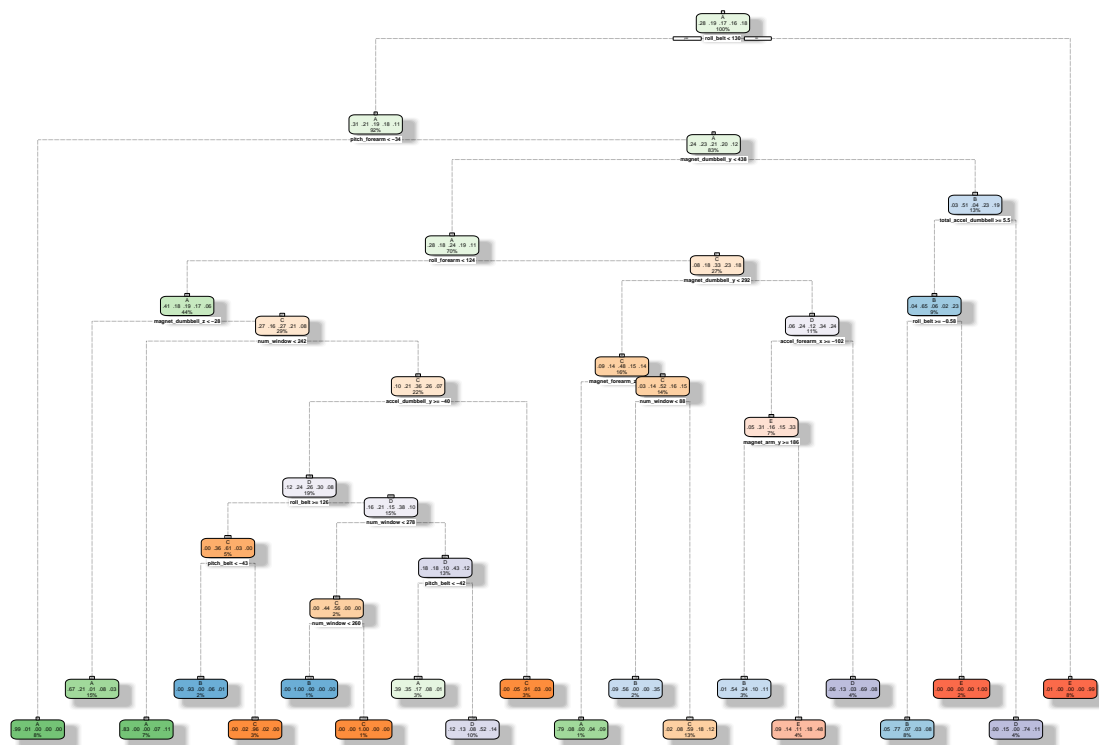 A
.28 .19 .17 .16 .18
100%
roll_belt < 130
A
.31 .21 .19 .18 .11
92%
pitch_forearm < −34
A
.24 .23 .21 .20 .12
83%
magnet_dumbbell_y < 438
B
.03 .51 .04 .23 .19
13%
total_accel_dumbbell >= 5.5
A
.28 .18 .24 .19 .11
70%
roll_forearm < 124
C
.08 .18 .33 .23 .18
27%
magnet_dumbbell_y < 292
A
.41 .18 .19 .17 .06
44%
magnet_dumbbell_z < −28
B
.04 .65 .06 .02 .23
9%
roll_belt >= −0.58
C
.27 .16 .27 .21 .08
29%
num_window < 242
D
.06 .24 .12 .34 .24
11%
accel_forearm_x >= −102
C
.09 .14 .48 .15 .14
16%
magnet_forearm_z
C
.10 .21 .36 .26 .07
22%
accel_dumbbell_y >= −40
C
.03 .14 .52 .16 .15
14%
num_window < 88
E
.05 .31 .16 .15 .33
7%
magnet_arm_y >= 186
D
.12 .24 .26 .30 .08
19%
roll_belt >= 126
D
.16 .21 .15 .38 .10
15%
num_window < 278
C
.00 .36 .61 .03 .00
5%
pitch_belt < −43
D
.18 .18 .10 .43 .12
13%
pitch_belt < −42
C
.00 .44 .56 .00 .00
2%
num_window < 260
A
.67 .21 .01 .08 .03
15%
B
.00 .93 .00 .06 .01
2%
B
.00 1.00 .00 .00 .00
1%
A
.39 .35 .17 .08 .01
3%
C
.00 .05 .91 .03 .00
3%
B
.09 .56 .00 .00 .35
2%
B
.01 .54 .24 .10 .11
3%
D
.06 .13 .03 .69 .08
4%
E
.00 .00 .00 .00 1.00
2%
E
.01 .00 .00 .00 .99
8%
A
.99 .01 .00 .00 .00
8%
A
.83 .00 .00 .07 .11
7%
C
.00 .02 .96 .02 .00
3%
C
.00 .00 1.00 .00 .00
1%
D
.12 .13 .08 .52 .14
10%
A
.79 .08 .00 .04 .09
1%
C
.02 .08 .59 .18 .12
13%
E
.09 .14 .11 .18 .48
4%
B
.05 .77 .07 .03 .08
8%
D
.00 .15 .00 .74 .11
4%